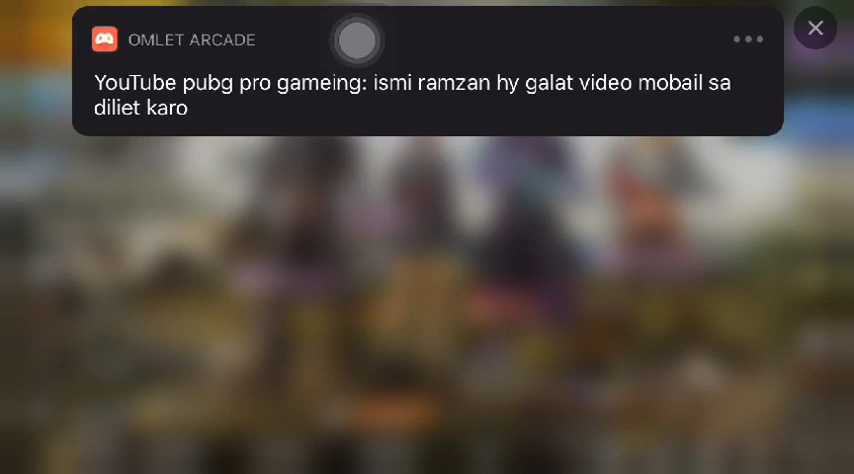 OMLET ARCADE
YouTube pubg pro gameing: ismi ramzan hy galat video mobail sa
diliet karo